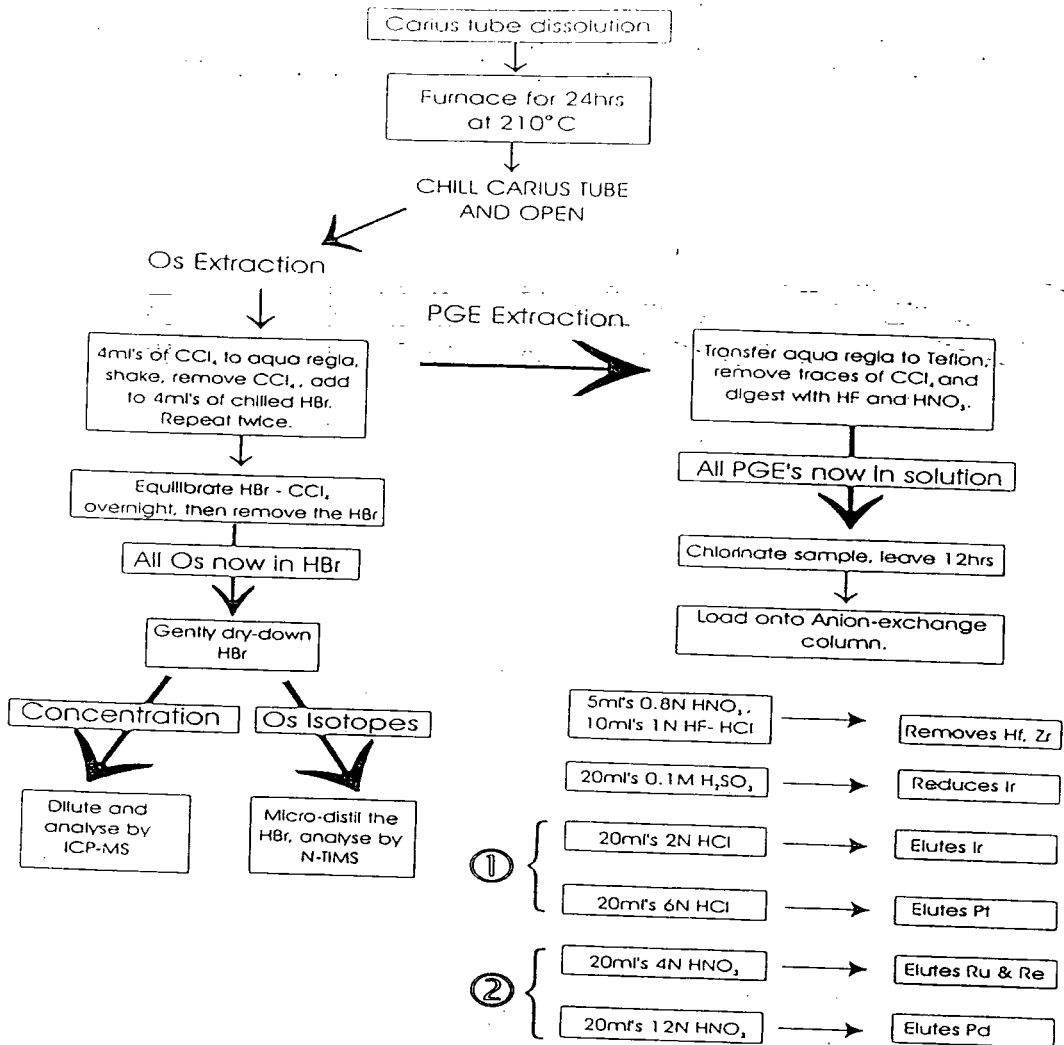 Carius tube dissolution
Furnace for 24hrs
at 210°C
CHILL CARIUS TUBE
AND OPEN
Os Extraction
4ml's of CCl₄ to aqua regia,
shake, remove CCl₄, add
to 4ml's of chilled HBr.
Repeat twice.
Equilibrate HBr - CCl₄
overnight, then remove the HBr
All Os now in HBr
Gently dry-down
HBr
Concentration
Os Isotopes
Dilute and
analyse by
ICP-MS
Micro-distil the
HBr, analyse by
N-TIMS
PGE Extraction
Transfer aqua regia to Teflon,
remove traces of CCl₄ and
digest with HF and HNO₃.
All PGE's now in solution
Chlorinate sample, leave 12hrs
Load onto Anion-exchange
column.
5ml's 0.8N HNO₃,
10ml's 1N HF- HCl
Removes Hf, Zr
20ml's 0.1M H₂SO₃
Reduces Ir
①
20ml's 2N HCl
Elutes Ir
20ml's 6N HCl
Elutes Pt
②
20ml's 4N HNO₃
Elutes Ru & Re
20ml's 12N HNO₃
Elutes Pd